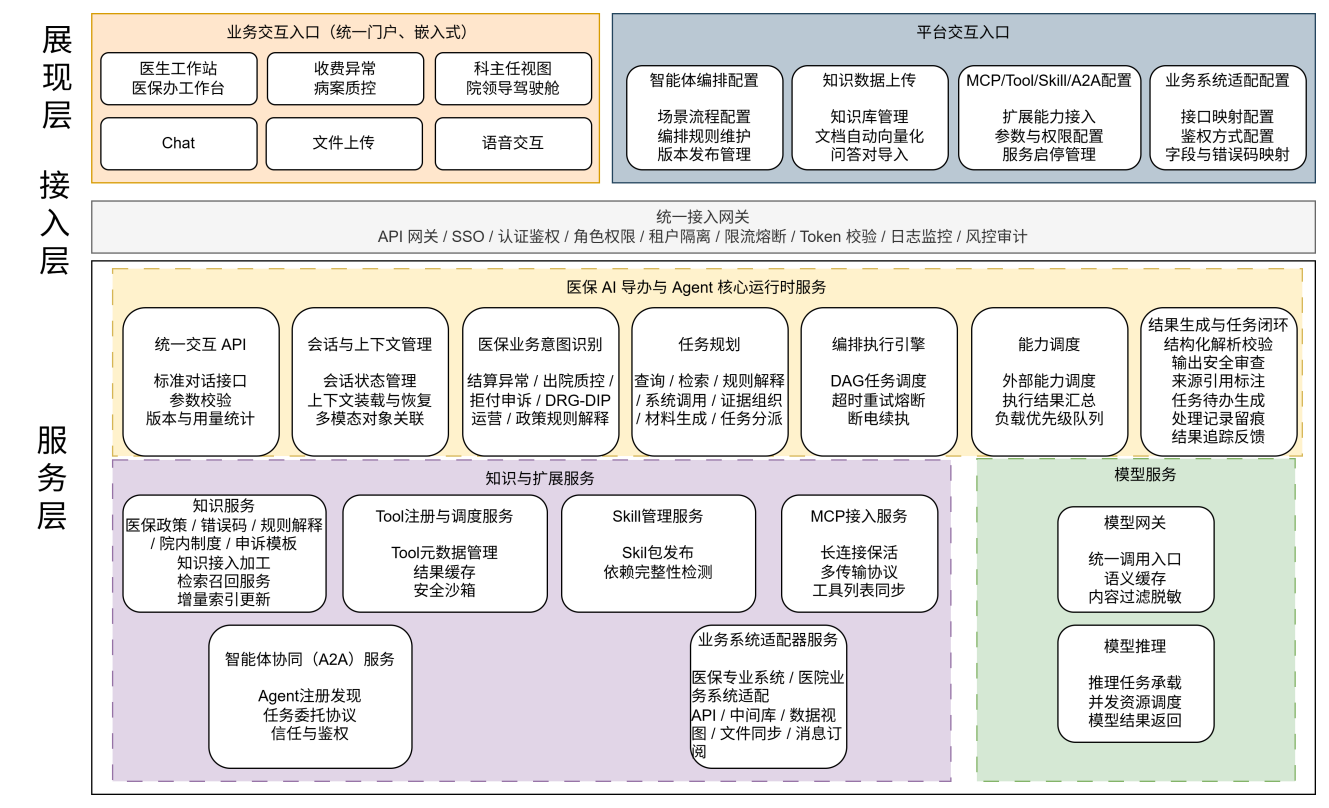 展现层
业务交互入口（统一门户、嵌入式）
医生工作站
医保办工作台
收费异常
病案质控
科主任视图
院领导驾驶舱
Chat
文件上传
语音交互
平台交互入口
智能体编排配置
场景流程配置
编排规则维护
版本发布管理
知识数据上传
知识库管理
文档自动向量化
问答对导入
MCP/Tool/Skill/A2A配置
扩展能力接入
参数与权限配置
服务启停管理
业务系统适配配置
接口映射配置
鉴权方式配置
字段与错误码映射
接入层
统一接入网关
API 网关 / SSO / 认证鉴权 / 角色权限 / 租户隔离 / 限流熔断 / Token 校验 / 日志监控 / 风控审计
服务层
医保 AI 导办与 Agent 核心运行时服务
统一交互 API
标准对话接口
参数校验
版本与用量统计
会话与上下文管理
会话状态管理
上下文装载与恢复
多模态对象关联
医保业务意图识别
结算异常 / 出院质控 /
拒付申诉 / DRG-DIP
运营 / 政策规则解释
任务规划
查询 / 检索 / 规则解释
/ 系统调用 / 证据组织
/ 材料生成 / 任务分派
编排执行引擎
DAG任务调度
超时重试熔断
断电续执
能力调度
外部能力调度
执行结果汇总
负载优先级队列
结果生成与任务闭环
结构化解析校验
输出安全审查
来源引用标注
任务待办生成
处理记录留痕
结果追踪反馈
知识与扩展服务
知识服务
医保政策 / 错误码 / 规则解释
/ 院内制度 / 申诉模板
知识接入加工
检索召回服务
增量索引更新
Tool注册与调度服务
Tool元数据管理
结果缓存
安全沙箱
Skill管理服务
Skil包发布
依赖完整性检测
MCP接入服务
长连接保活
多传输协议
工具列表同步
智能体协同（A2A）服务
Agent注册发现
任务委托协议
信任与鉴权
业务系统适配器服务
医保专业系统 / 医院业
务系统适配
API / 中间库 / 数据视
图 / 文件同步 / 消息订
阅
模型服务
模型网关
统一调用入口
语义缓存
内容过滤脱敏
模型推理
推理任务承载
并发资源调度
模型结果返回